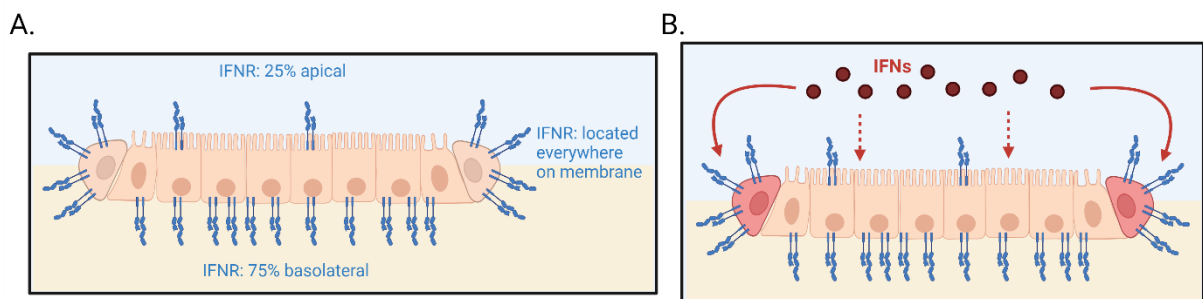 A.
IFNR: 25% apical
IFNR: located
everywhere
on membrane
IFNR: 75% basolateral
B.
IFNs